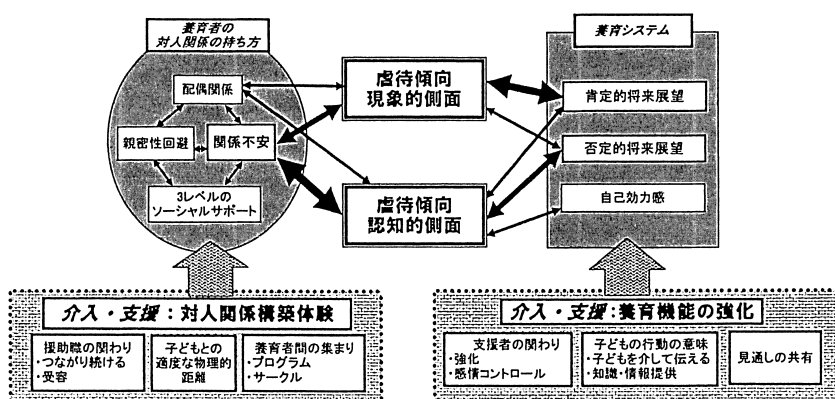 養育者の
対人関係の持ち方
配偶関係
親密性回避
関係不安
3レベルの
ソーシャルサポート
虐待傾向
現象的側面
虐待傾向
認知的側面
養育システム
肯定的将来展望
否定的将来展望
自己効力感
介入・支援：対人関係構築体験
援助職の関わり
・つながり続ける
・受容
子どもとの
適度な物理的
距離
養育者間の集まり
・プログラム
・サークル
介入・支援：養育機能の強化
支援者の関わり
・強化
・感情コントロール
子どもの行動の意味
・子どもを介して伝える
・知識・情報提供
見通しの共有